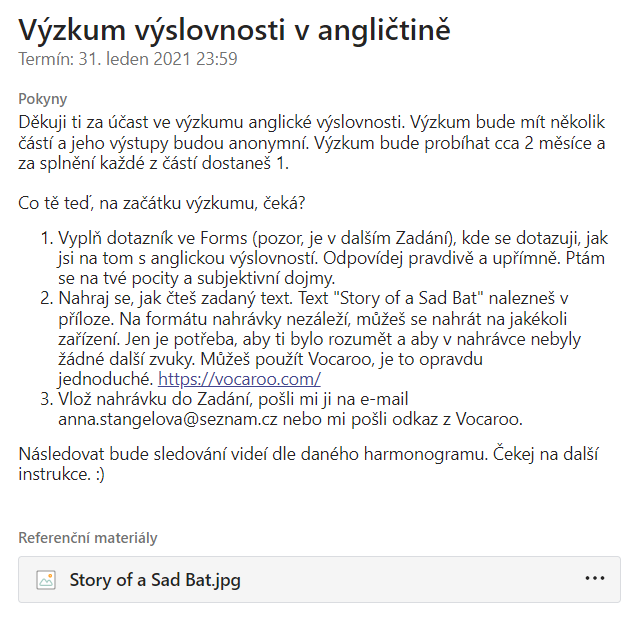 Výzkum výslovnosti v angličtině
Termín: 31. leden 2021 23:59
Pokyny
Děkuji ti za účast ve výzkumu anglické výslovnosti. Výzkum bude mít několik
částí a jeho výstupy budou anonymní. Výzkum bude probíhat cca 2 měsíce a
za splnění každé z částí dostaneš 1.
Co tě teď, na začátku výzkumu, čeká?
1. Vyplň dotazník ve Forms (pozor, je v dalším Zadání), kde se dotazuji, jak
jsi na tom s anglickou výslovností. Odpovídej pravdivě a upřímně. Ptám
se na tvé pocity a subjektivní dojmy.
2. Nahraj se, jak čteš zadaný text. Text "Story of a Sad Bat" nalezneš v
příloze. Na formátu nahrávky nezáleží, můžeš se nahrát na jakékoli
zařízení. Jen je potřeba, aby ti bylo rozumět a aby v nahrávce nebyly
žádné další zvuky. Můžeš použít Vocaroo, je to opravdu
jednoduché. https://vocaroo.com/
3. Vlož nahrávku do Zadání, pošli mi ji na e-mail
anna.stangelova@seznam.cz nebo mi pošli odkaz z Vocaroo.
Následovat bude sledování videí dle daného harmonogramu. Čekej na další
instrukce. :)
Referenční materiály
Story of a Sad Bat.jpg